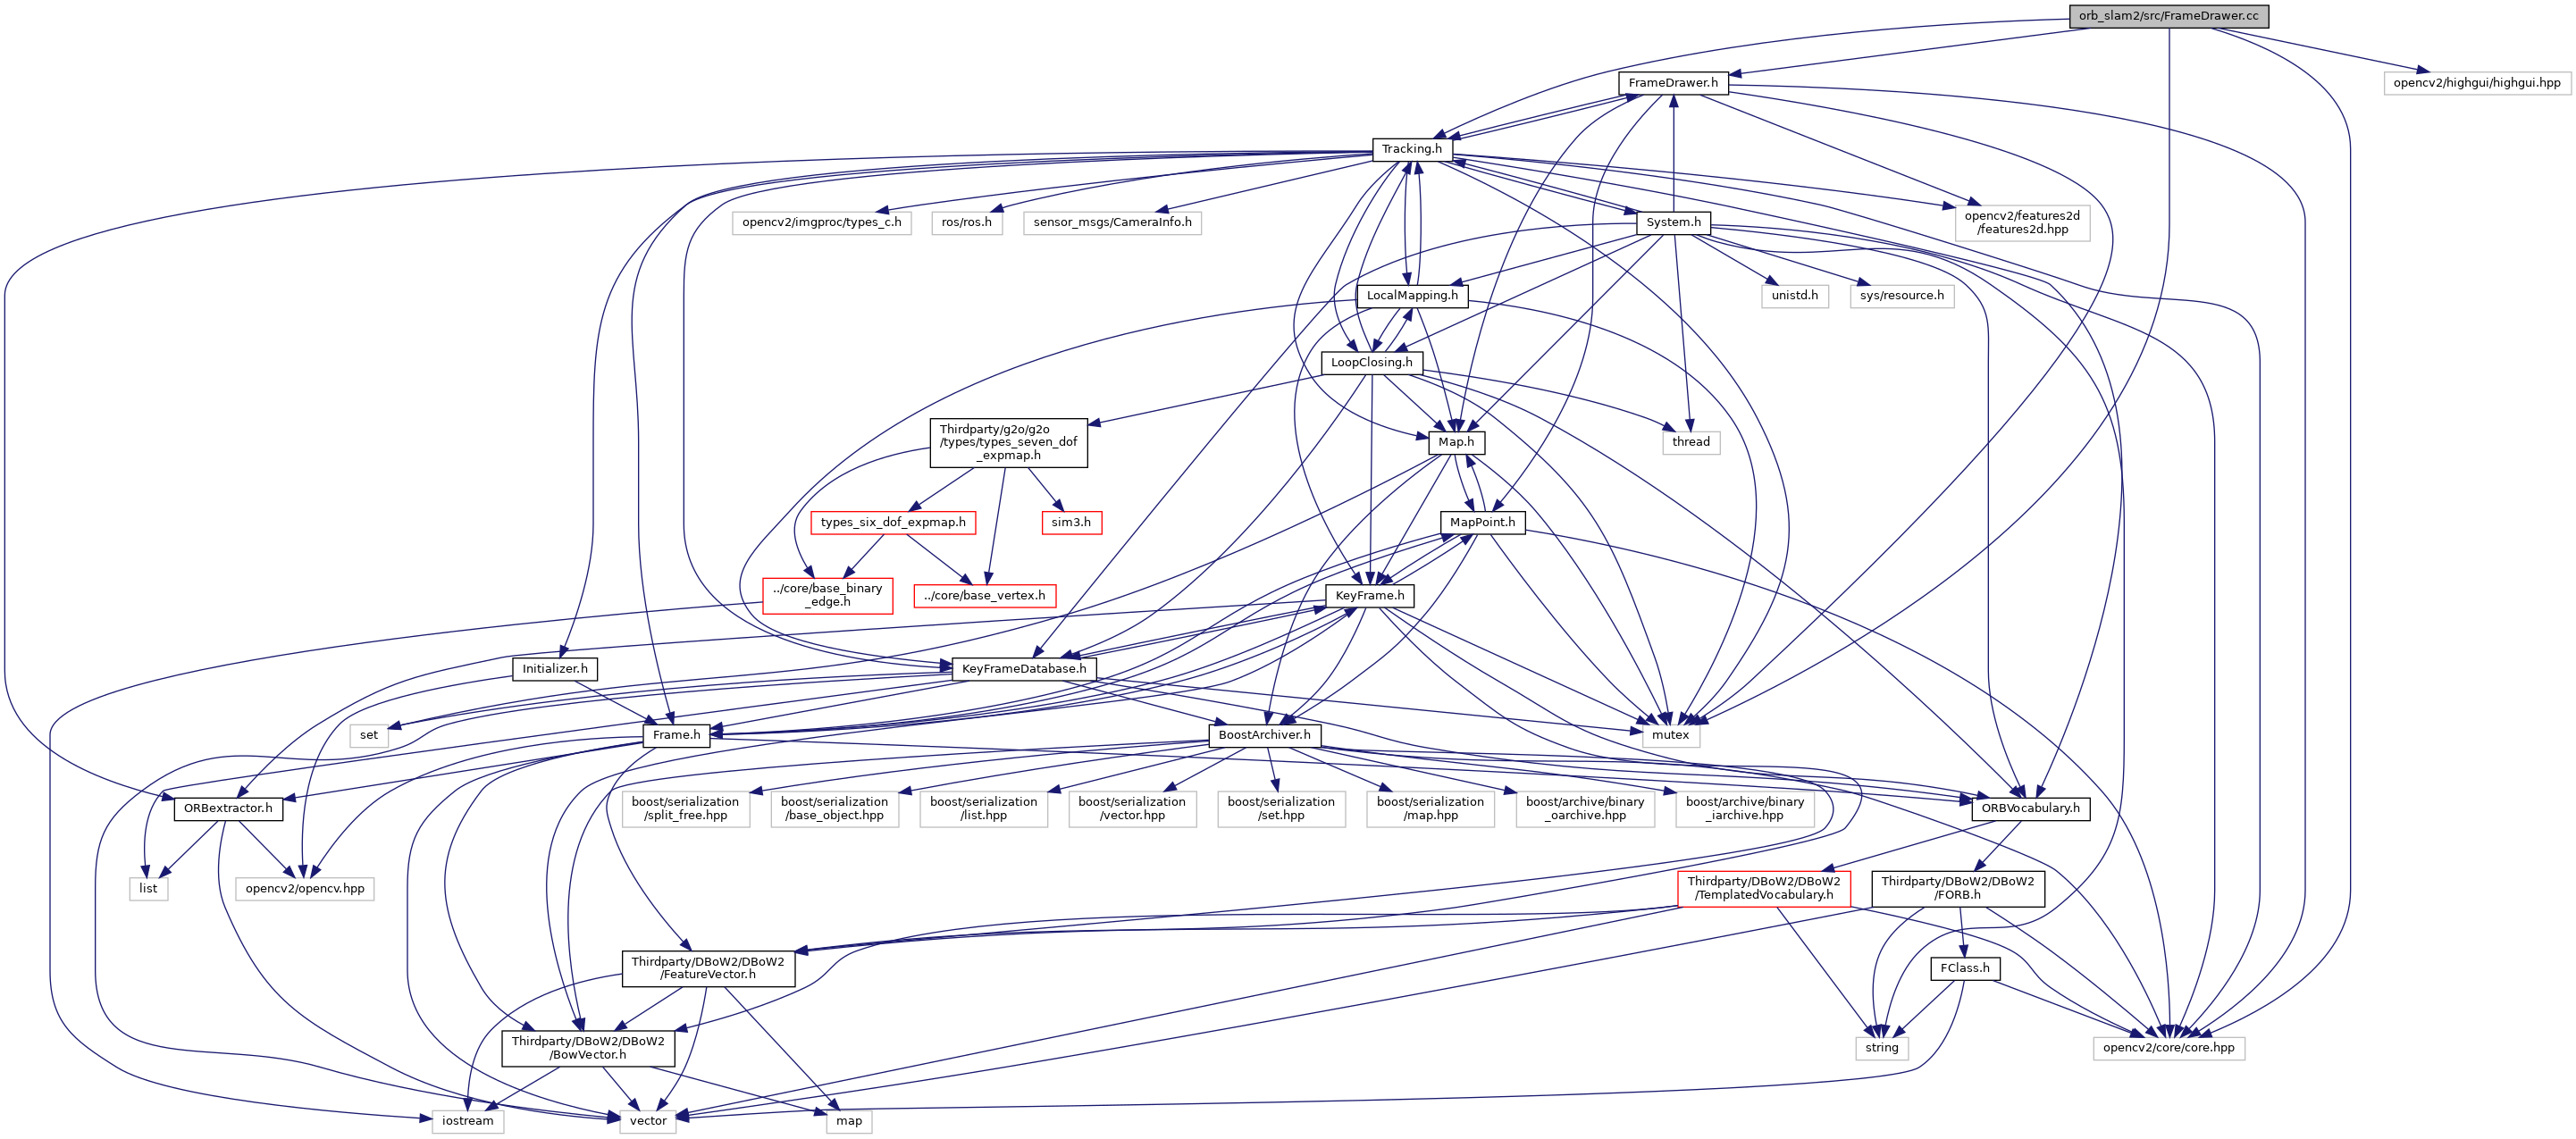 orb_slam2/src/FrameDrawer.cc
FrameDrawer.h
opencv2/highgui/highgui.hpp
Tracking.h
opencv2/imgproc/types_c.h
ros/ros.h
sensor_msgs/CameraInfo.h
System.h
opencv2/features2d
/features2d.hpp
LocalMapping.h
unistd.h
sys/resource.h
LoopClosing.h
Thirdparty/g2o/g2o
/types/types_seven_dof
_expmap.h
Map.h
thread
types_six_dof_expmap.h
sim3.h
MapPoint.h
../core/base_binary
_edge.h
../core/base_vertex.h
KeyFrame.h
Initializer.h
KeyFrameDatabase.h
set
Frame.h
BoostArchiver.h
mutex
ORBextractor.h
boost/serialization
/split_free.hpp
boost/serialization
/base_object.hpp
boost/serialization
/list.hpp
boost/serialization
/vector.hpp
boost/serialization
/set.hpp
boost/serialization
/map.hpp
boost/archive/binary
_oarchive.hpp
boost/archive/binary
_iarchive.hpp
ORBVocabulary.h
list
opencv2/opencv.hpp
Thirdparty/DBoW2/DBoW2
/TemplatedVocabulary.h
Thirdparty/DBoW2/DBoW2
/FORB.h
Thirdparty/DBoW2/DBoW2
/FeatureVector.h
FClass.h
Thirdparty/DBoW2/DBoW2
/BowVector.h
string
opencv2/core/core.hpp
iostream
vector
map